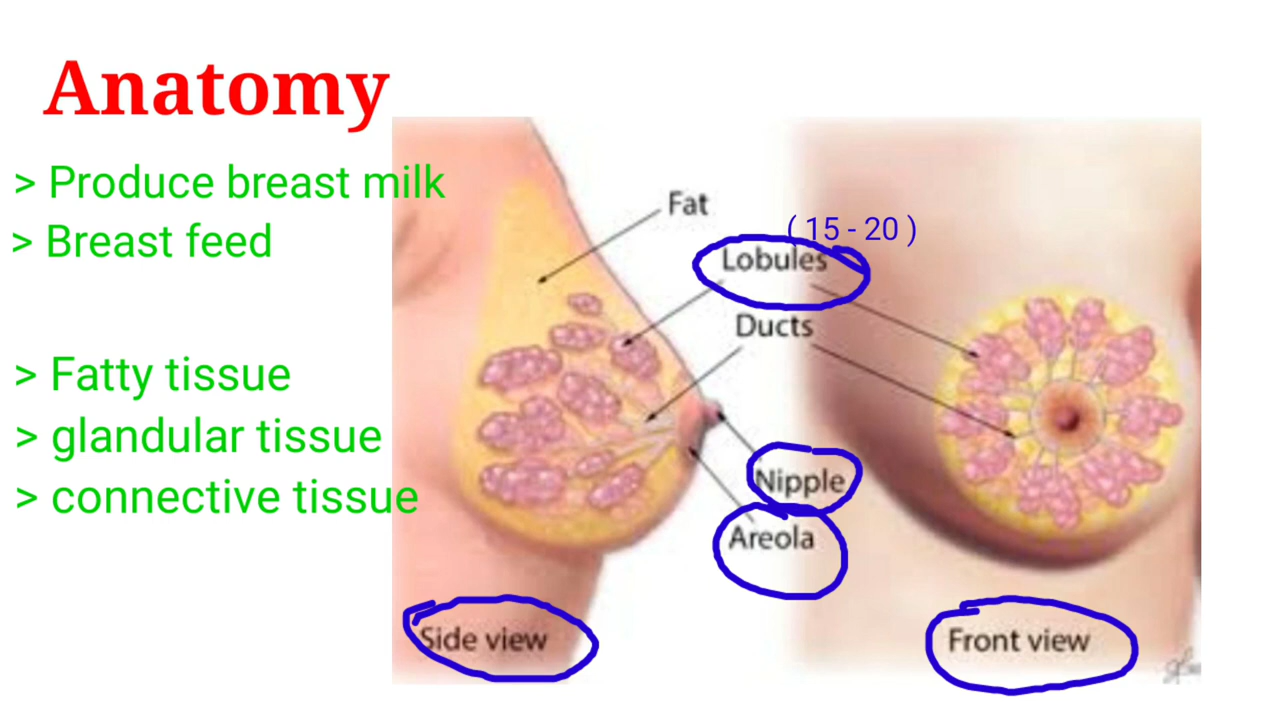 Anatomy
> Produce breast milk
> Breast feed
> Fatty tissue
> glandular tissue
> connective tissue
Fat
( 15 - 20 )
Lobules
Ducts
Nipple
Areola
Side view
Front view